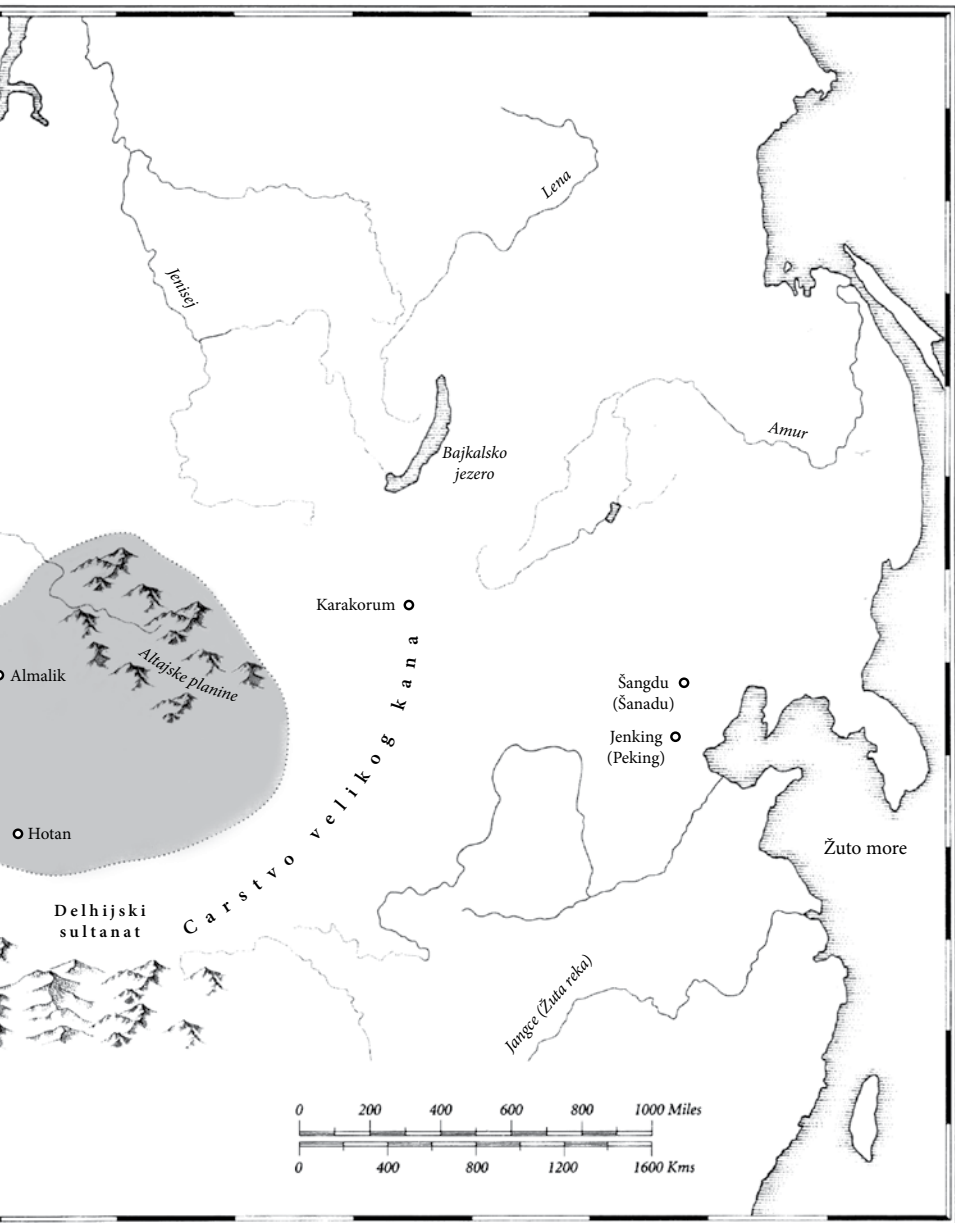 Lena
Jenisej
Amur
Bajkalsko
jezero
Karakorum
Altajske planine
Almalik
Šangdu
(Šanadu)
Jenking
(Peking)
Carstvo velikog kana
Hotan
Žuto more
Delhijski
sultanat
Jangce (Žuta reka)
0 200 400 600 800 1000 Miles
0 400 800 1200 1600 Kms